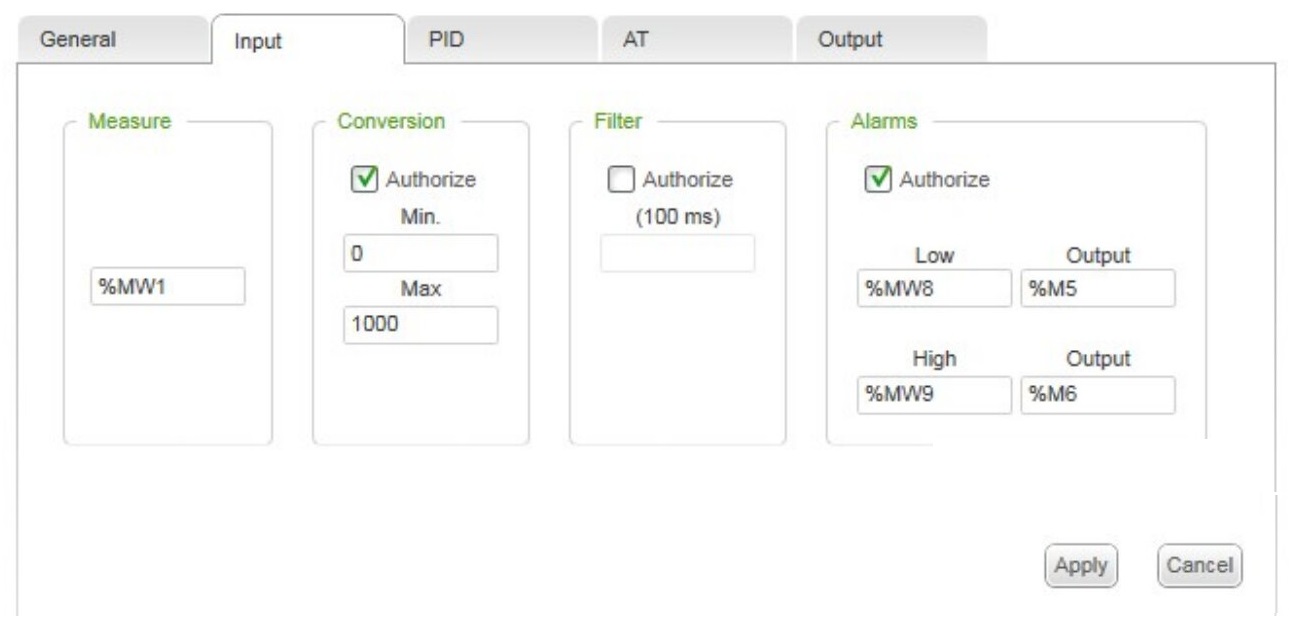 General Input PID AT Output
Measure Conversion Filter Alarms
Authorize Authorize Authorize
Min. (100 ms)
0 Low Output
%MW1 Max %MW8 %M5
1000
High Output
%MW9 %M6
Apply Cancel